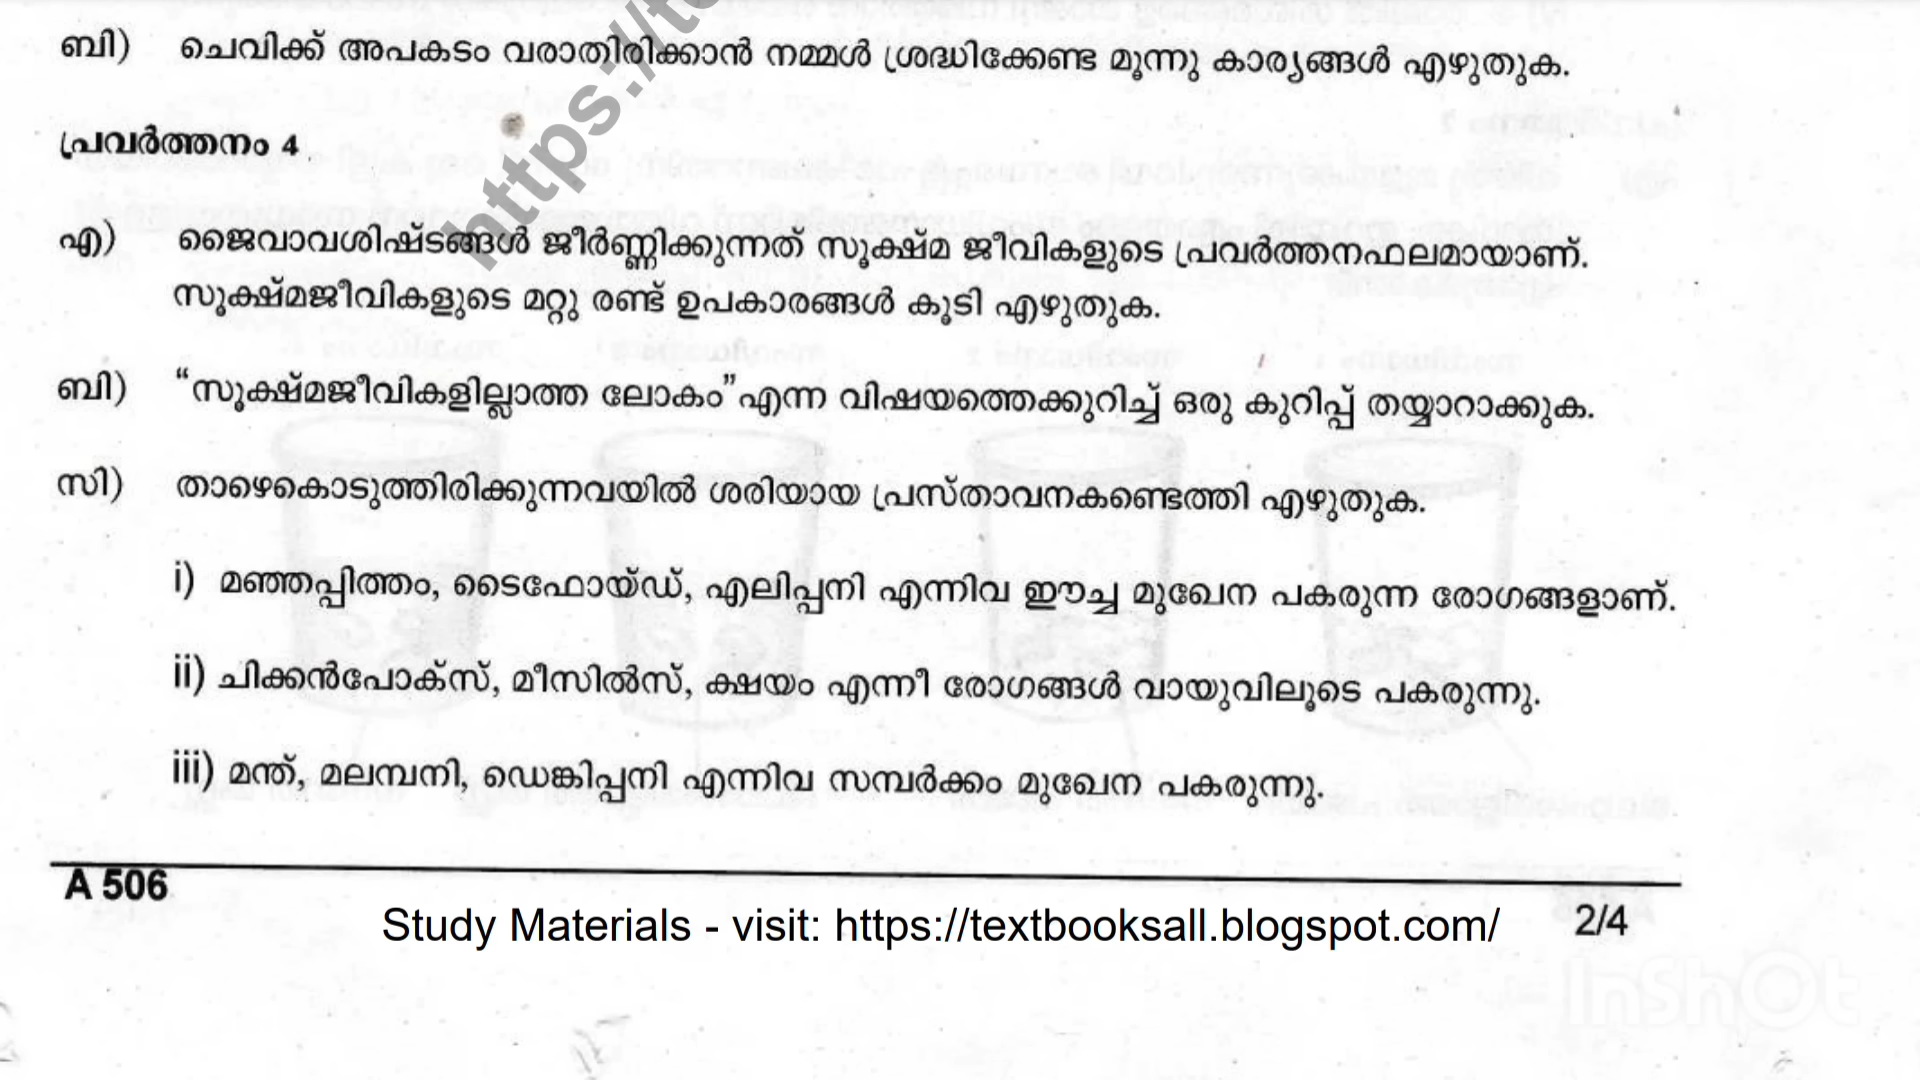 ബി) ചെവിക്ക് അപകടം വരാതിരിക്കാൻ നമ്മൾ ശ്രദ്ധിക്കേണ്ട മൂന്നു കാര്യങ്ങൾ എഴുതുക.
https://te
പ്രവർത്തനം 4
എ) ജൈവാവശിഷ്ടങ്ങൾ ജീർണ്ണിക്കുന്നത് സൂക്ഷ്മ ജീവികളുടെ പ്രവർത്തനഫലമായാണ്.
സൂക്ഷ്മജീവികളുടെ മറ്റു രണ്ട് ഉപകാരങ്ങൾ കൂടി എഴുതുക.
ബി) “സൂക്ഷ്മജീവികളില്ലാത്ത ലോകം” എന്ന വിഷയത്തെക്കുറിച്ച് ഒരു കുറിപ്പ് തയ്യാറാക്കുക.
സി) താഴെകൊടുത്തിരിക്കുന്നവയിൽ ശരിയായ പ്രസ്താവനകണ്ടെത്തി എഴുതുക.
i) മഞ്ഞപ്പിത്തം, ടൈഫോയ്ഡ്, എലിപ്പനി എന്നിവ ഈച്ച മുഖേന പകരുന്ന രോഗങ്ങളാണ്.
ii) ചിക്കൻപോക്സ്, മീസിൽസ്, ക്ഷയം എന്നീ രോഗങ്ങൾ വായുവിലൂടെ പകരുന്നു.
iii) മന്ത്, മലമ്പനി, ഡെങ്കിപ്പനി എന്നിവ സമ്പർക്കം മുഖേന പകരുന്നു.
A 506
Study Materials - visit: https://textbooksall.blogspot.com/ 2/4
InShOt